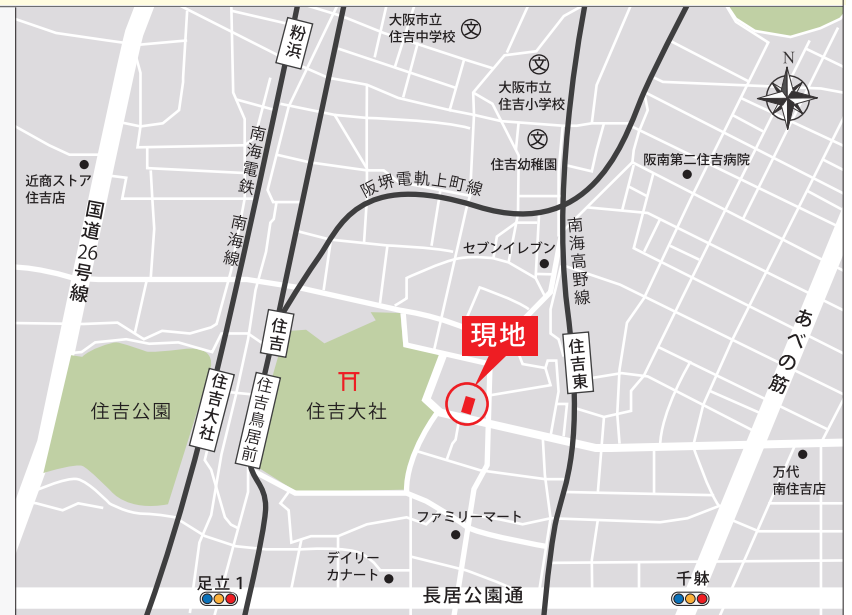 粉浜
大阪市立
住吉中学校
文
文
大阪市立
住吉小学校
文
住吉幼稚園
N
阪南第二住吉病院
近商ストア
住吉店
国道26号線
南海電鉄 南海線
阪堺電軌上町線
セブンイレブン
南海高野線
あべの筋
住吉
現地
住吉東
住吉公園
住吉大社
住吉鳥居前
住吉大社
万代
南住吉店
ファミリーマート
デイリー
カナート
足立1
長居公園通
千躰